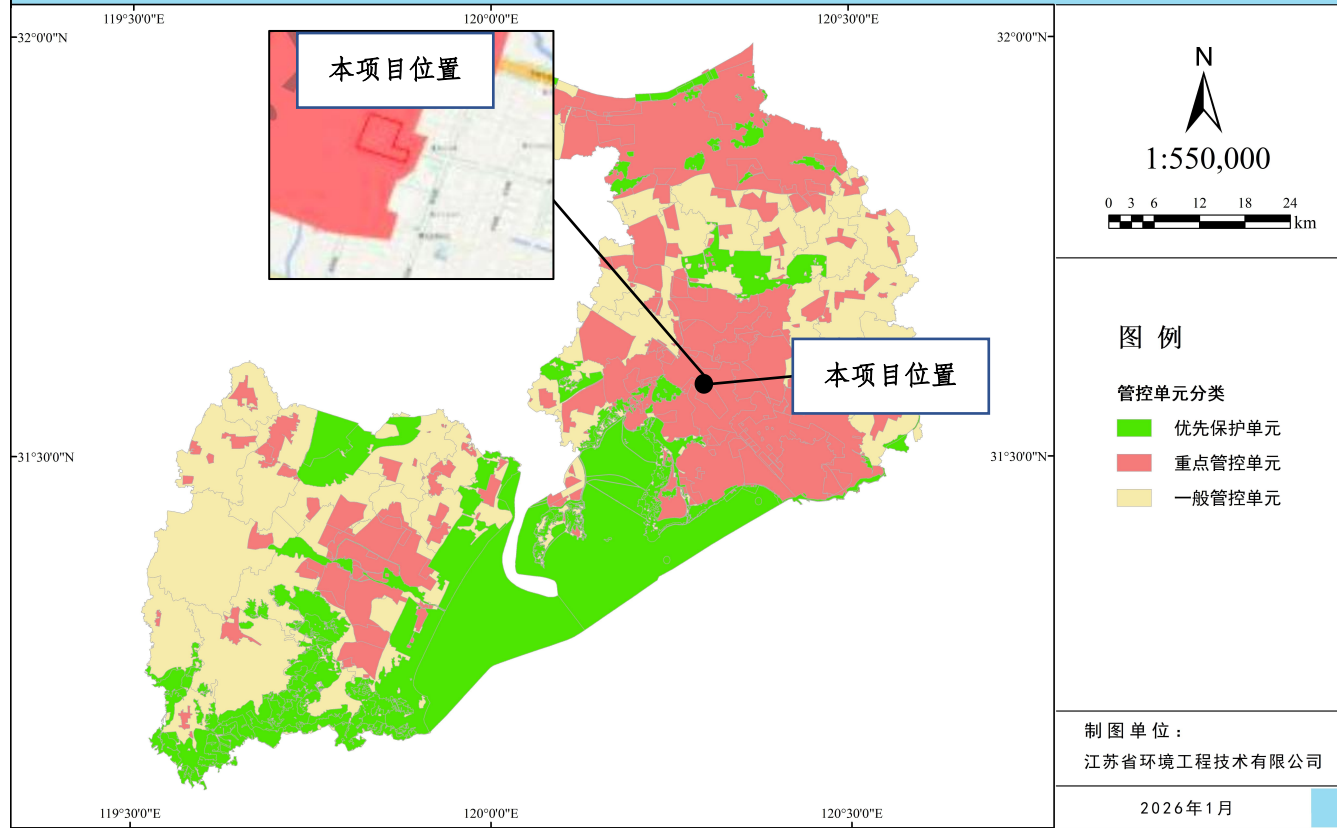 119°30'0"E
120°0'0"E
120°30'0"E
32°0'0"N
32°0'0"N
本项目位置
N
1:550,000
0 3 6 12 18 24
km
本项目位置
图 例
管控单元分类
优先保护单元
重点管控单元
一般管控单元
31°30'0"N
31°30'0"N
制图单位：
江苏省环境工程技术有限公司
2026年1月
119°30'0"E
120°0'0"E
120°30'0"E